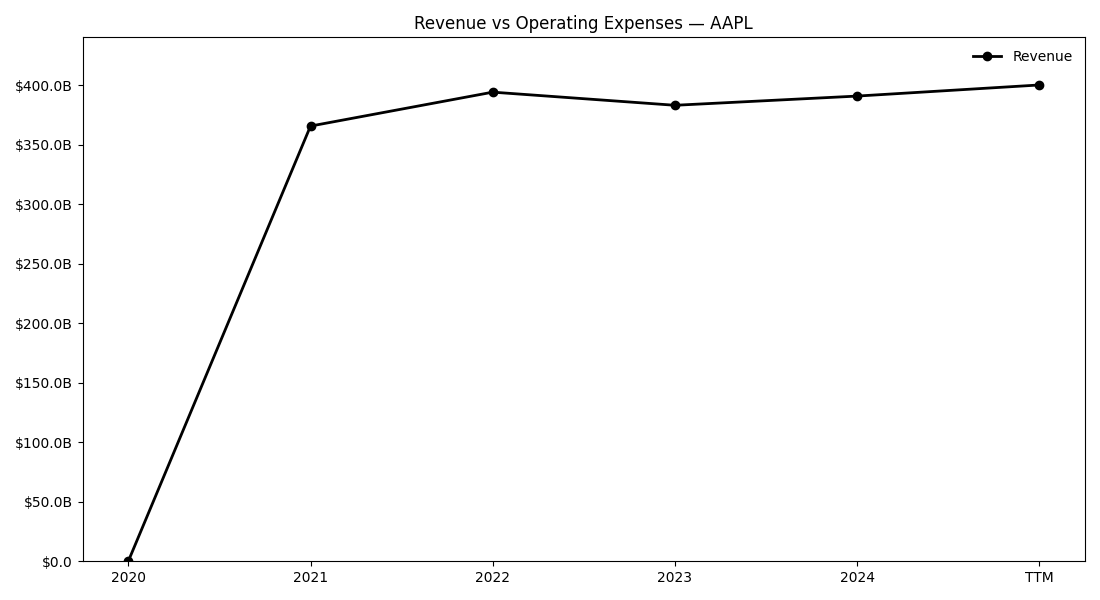 Revenue vs Operating Expenses — AAPL
Revenue
$400.0B
$350.0B
$300.0B
$250.0B
$200.0B
$150.0B
$100.0B
$50.0B
$0.0
2020 2021 2022 2023 2024 TTM